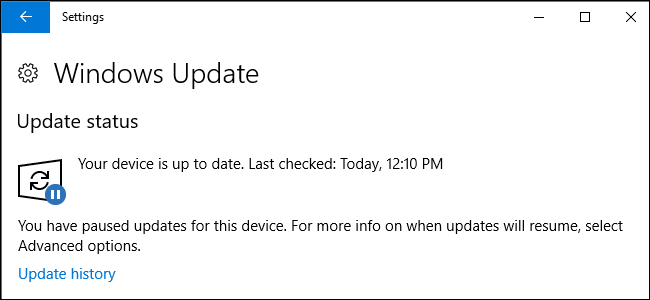 Settings
Windows Update
Update status
Your device is up to date. Last checked: Today, 12:10 PM
You have paused updates for this device. For more info on when updates will resume, select
Advanced options.
Update history